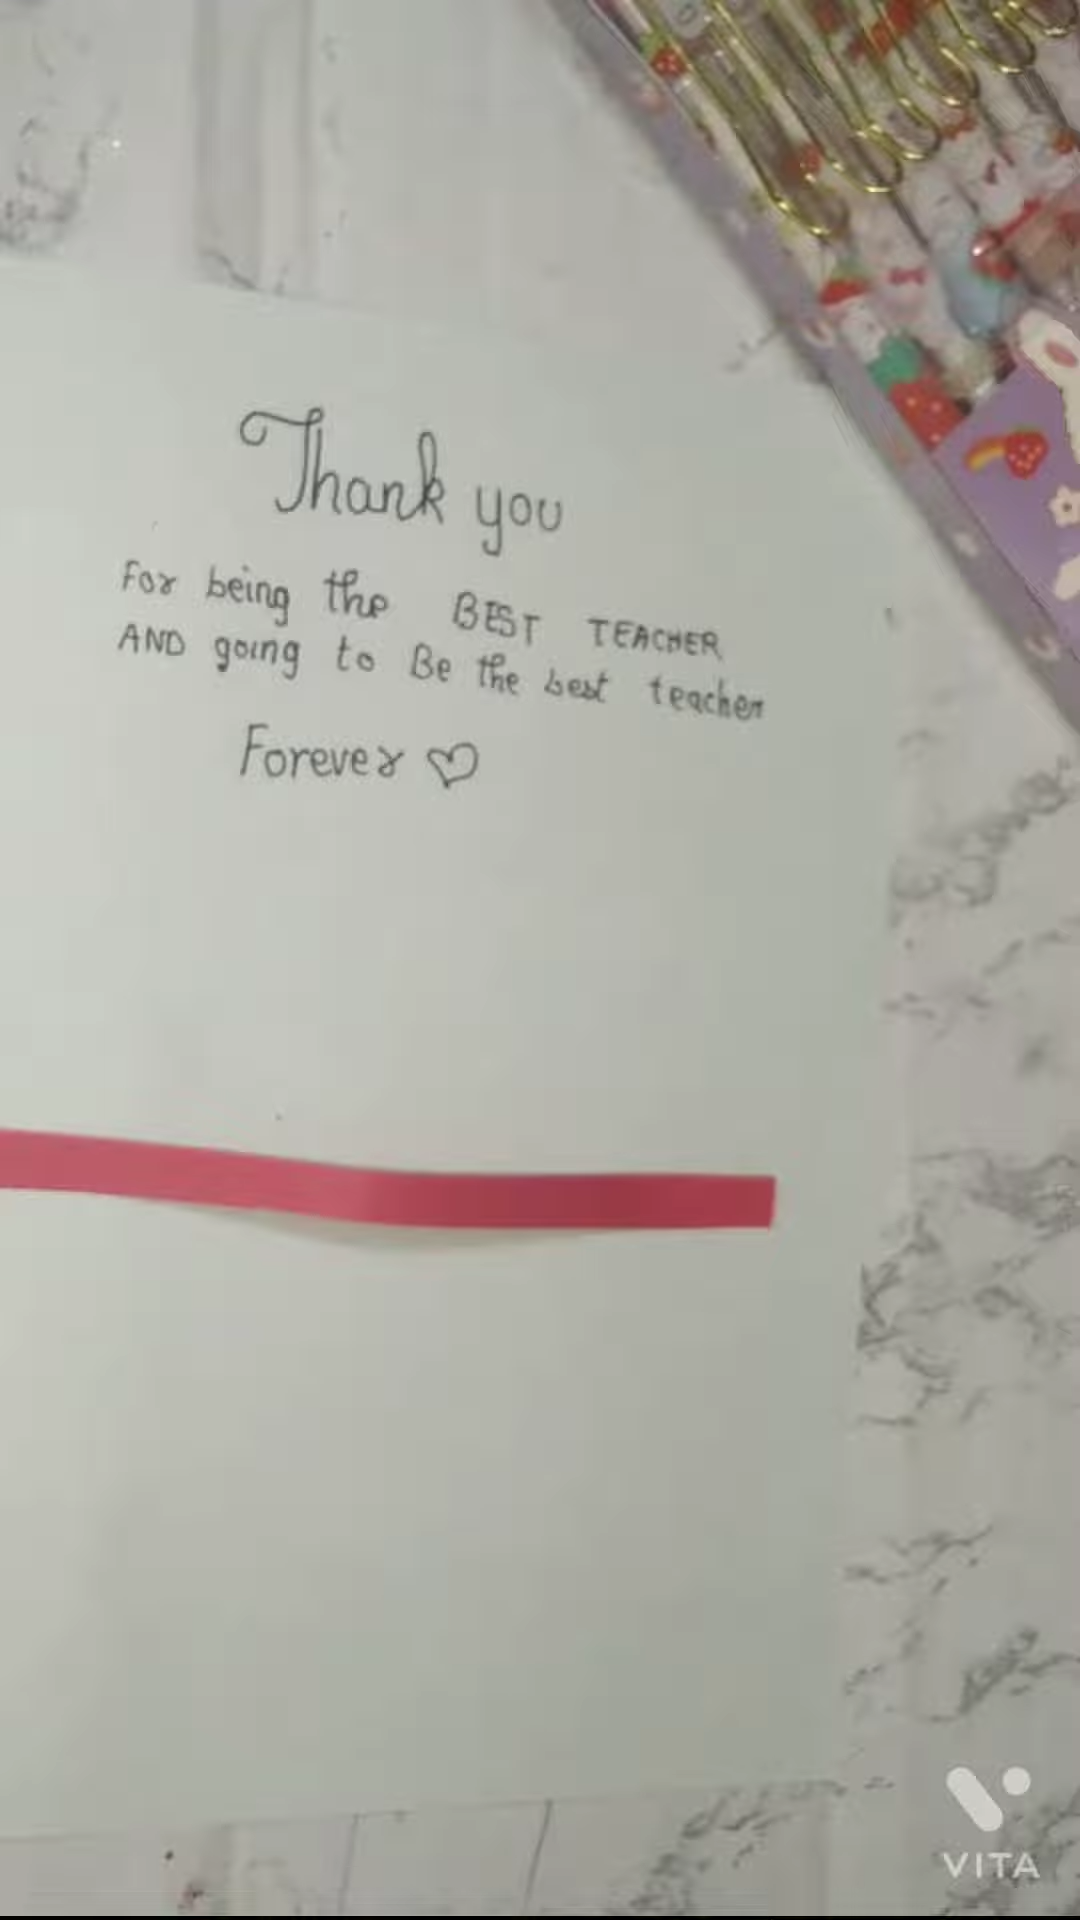 Thank you
For being the BEST TEACHER
AND going to Be the best teacher
Forever ♡
VITA